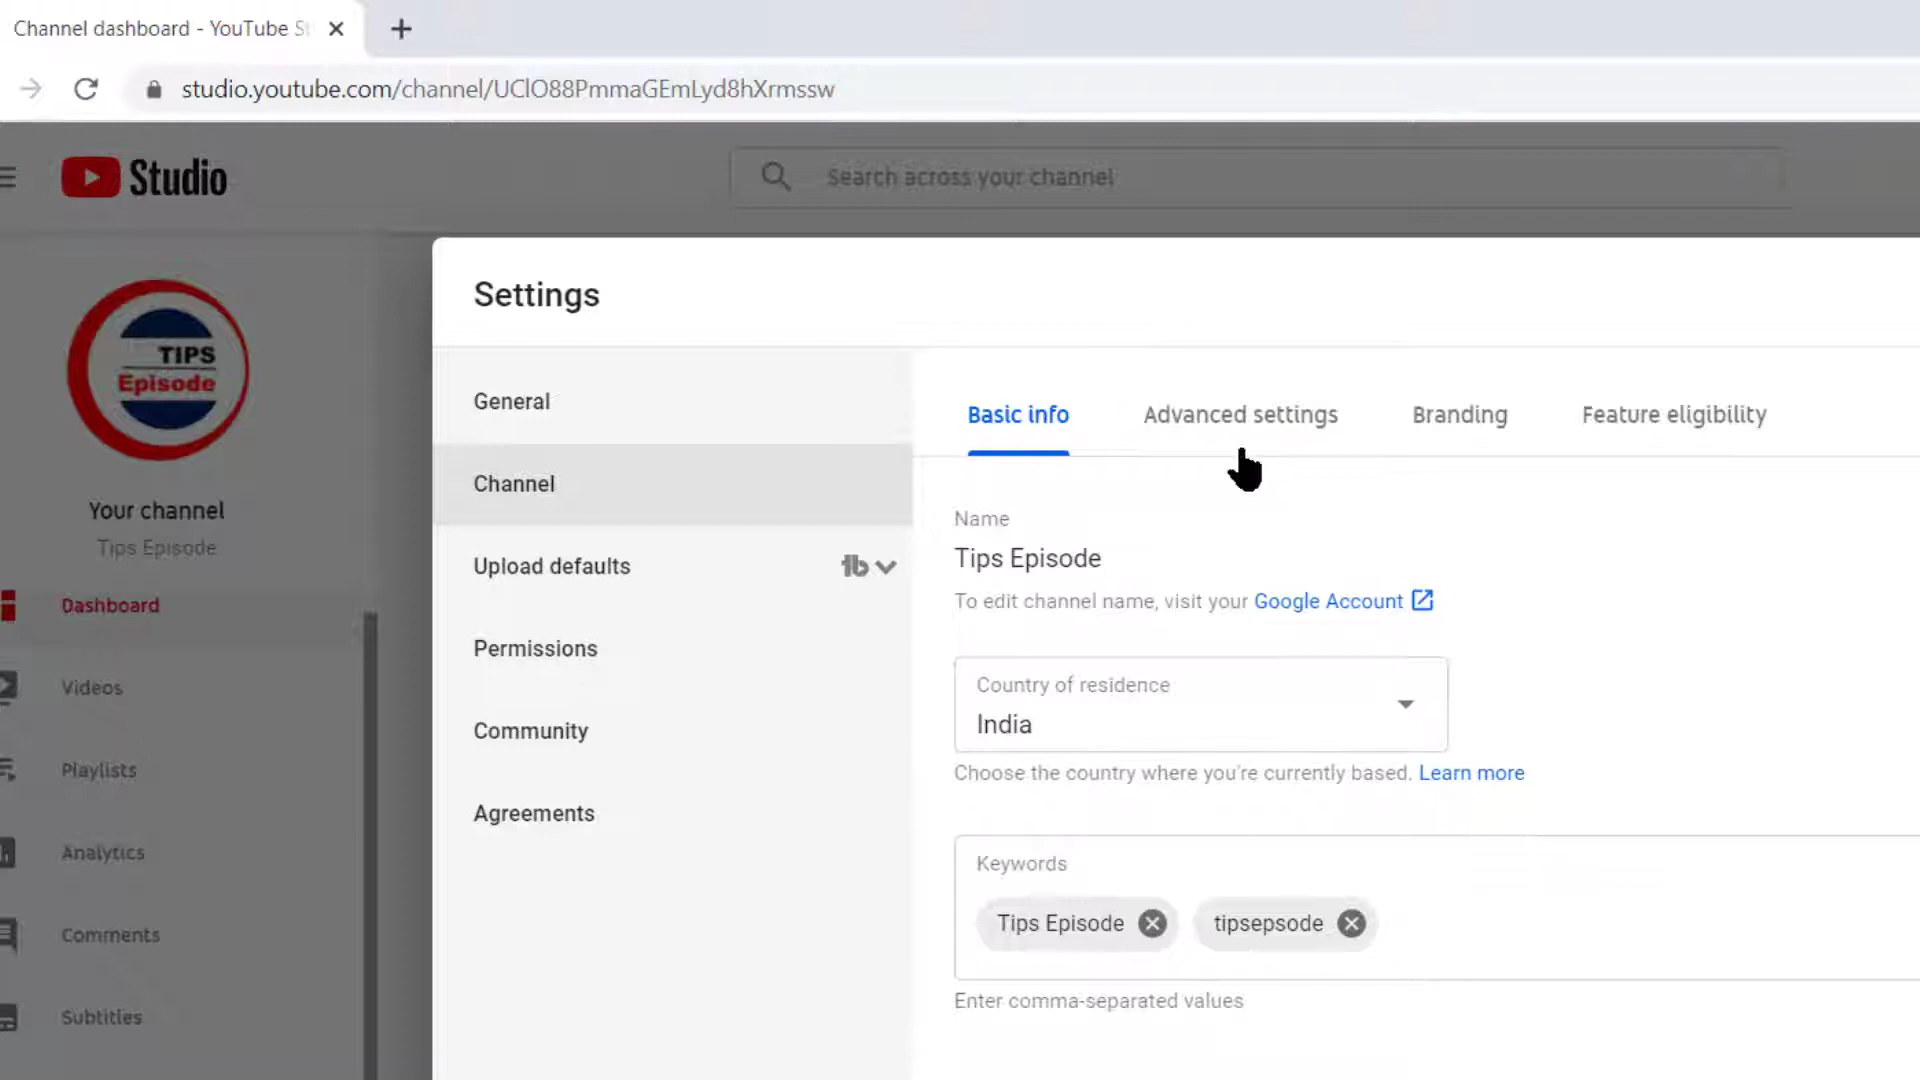 Channel dashboard - YouTube St
studio.youtube.com/channel/UClO88PmmaGEmLyd8hXrmssw
Studio
Search across your channel
TIPS
Episode
Your channel
Tips Episode
Dashboard
Videos
Playlists
Analytics
Comments
Subtitles
Settings
General
Channel
Upload defaults
tb
Permissions
Community
Agreements
Basic info
Advanced settings
Branding
Feature eligibility
Name
Tips Episode
To edit channel name, visit your Google Account
Country of residence
India
Choose the country where you're currently based. Learn more
Keywords
Tips Episode
tipsepsode
Enter comma-separated values